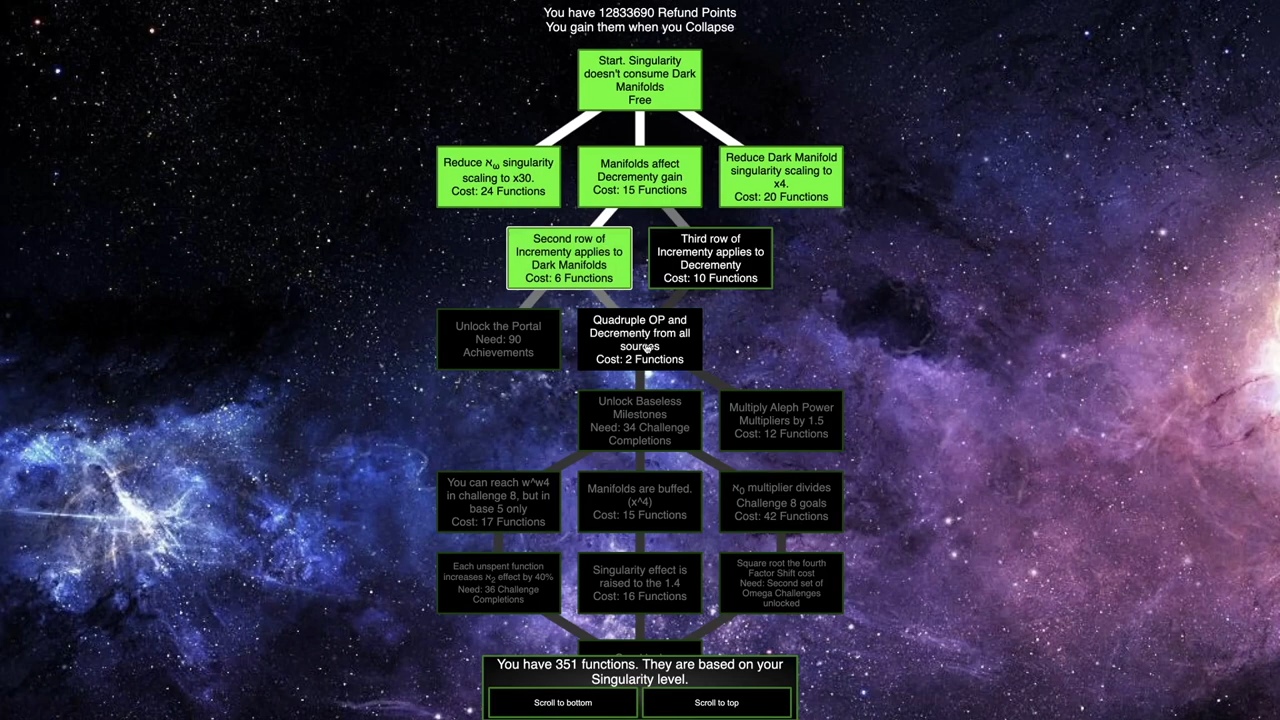 You have 12833690 Refund Points
You gain them when you Collapse
Start. Singularity
doesn't consume Dark
Manifolds
Free
Reduce ℵω singularity
scaling to x30.
Cost: 24 Functions
Manifolds affect
Decrementy gain
Cost: 15 Functions
Reduce Dark Manifold
singularity scaling to
x4.
Cost: 20 Functions
Second row of
Incrementy applies to
Dark Manifolds
Cost: 6 Functions
Third row of
Incrementy applies to
Decrementy
Cost: 10 Functions
Unlock the Portal
Need: 90
Achievements
Quadruple OP and
Decrementy from all
sources
Cost: 2 Functions
Unlock Baseless
Milestones
Need: 34 Challenge
Completions
Multiply Aleph Power
Multipliers by 1.5
Cost: 12 Functions
You can reach w^w4
in challenge 8, but in
base 5 only
Cost: 17 Functions
Manifolds are buffed.
(x^4)
Cost: 15 Functions
ℵ0 multiplier divides
Challenge 8 goals
Cost: 42 Functions
Each unspent function
increases ℵ2 effect by 40%
Need: 36 Challenge
Completions
Singularity effect is
raised to the 1.4
Cost: 16 Functions
Square root the fourth
Factor Shift cost
Need: Second set of
Omega Challenges
unlocked
You have 351 functions. They are based on your
Singularity level.
Scroll to bottom
Scroll to top